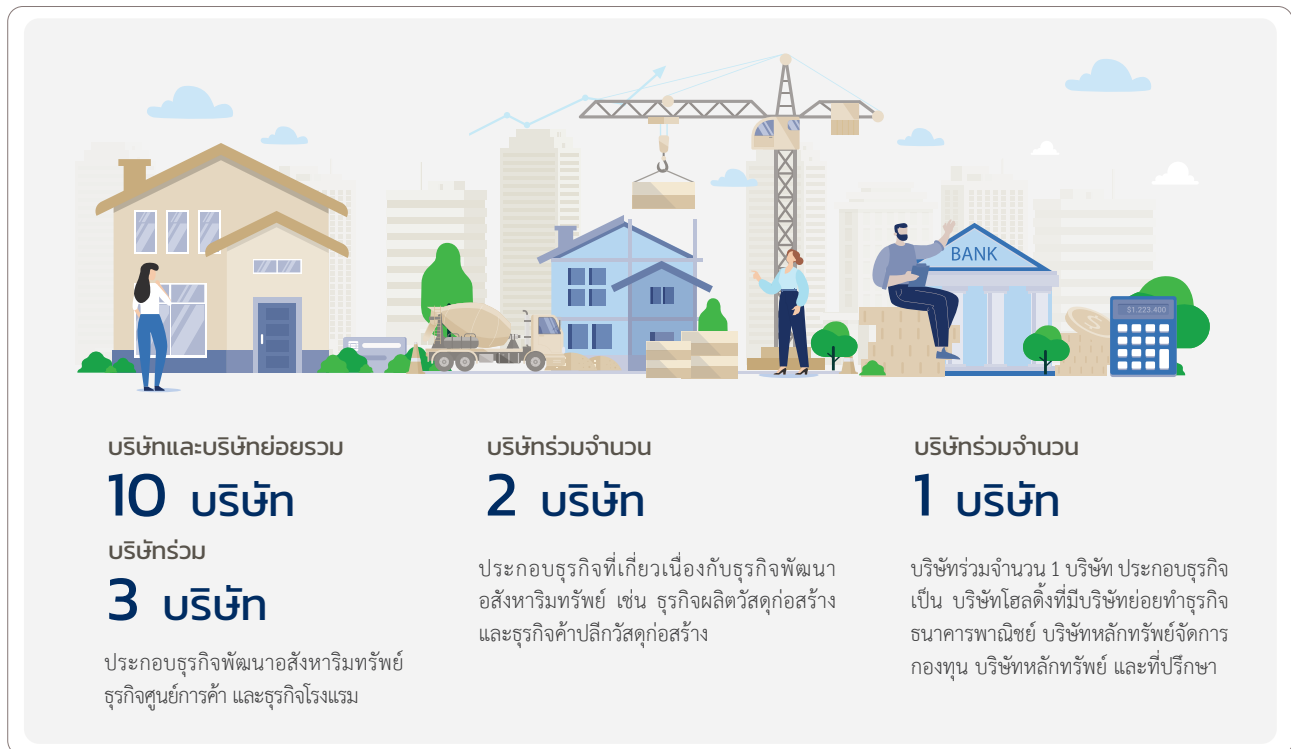 BANK
$1,223,400
บริษัทและบริษัทย่อยรวม
10 บริษัท
บริษัทร่วม
3 บริษัท
ประกอบธุรกิจพัฒนาอสังหาริมทรัพย์
ธุรกิจศูนย์การค้า และธุรกิจโรงแรม
บริษัทร่วมจำนวน
2 บริษัท
ประกอบธุรกิจที่เกี่ยวเนื่องกับธุรกิจพัฒนา
อสังหาริมทรัพย์ เช่น ธุรกิจผลิตวัสดุก่อสร้าง
และธุรกิจค้าปลีกวัสดุก่อสร้าง
บริษัทร่วมจำนวน
1 บริษัท
บริษัทร่วมจำนวน 1 บริษัท ประกอบธุรกิจ
เป็น บริษัทโฮลดิ้งที่มีบริษัทย่อยทำธุรกิจ
ธนาคารพาณิชย์ บริษัทหลักทรัพย์จัดการ
กองทุน บริษัทหลักทรัพย์ และที่ปรึกษา